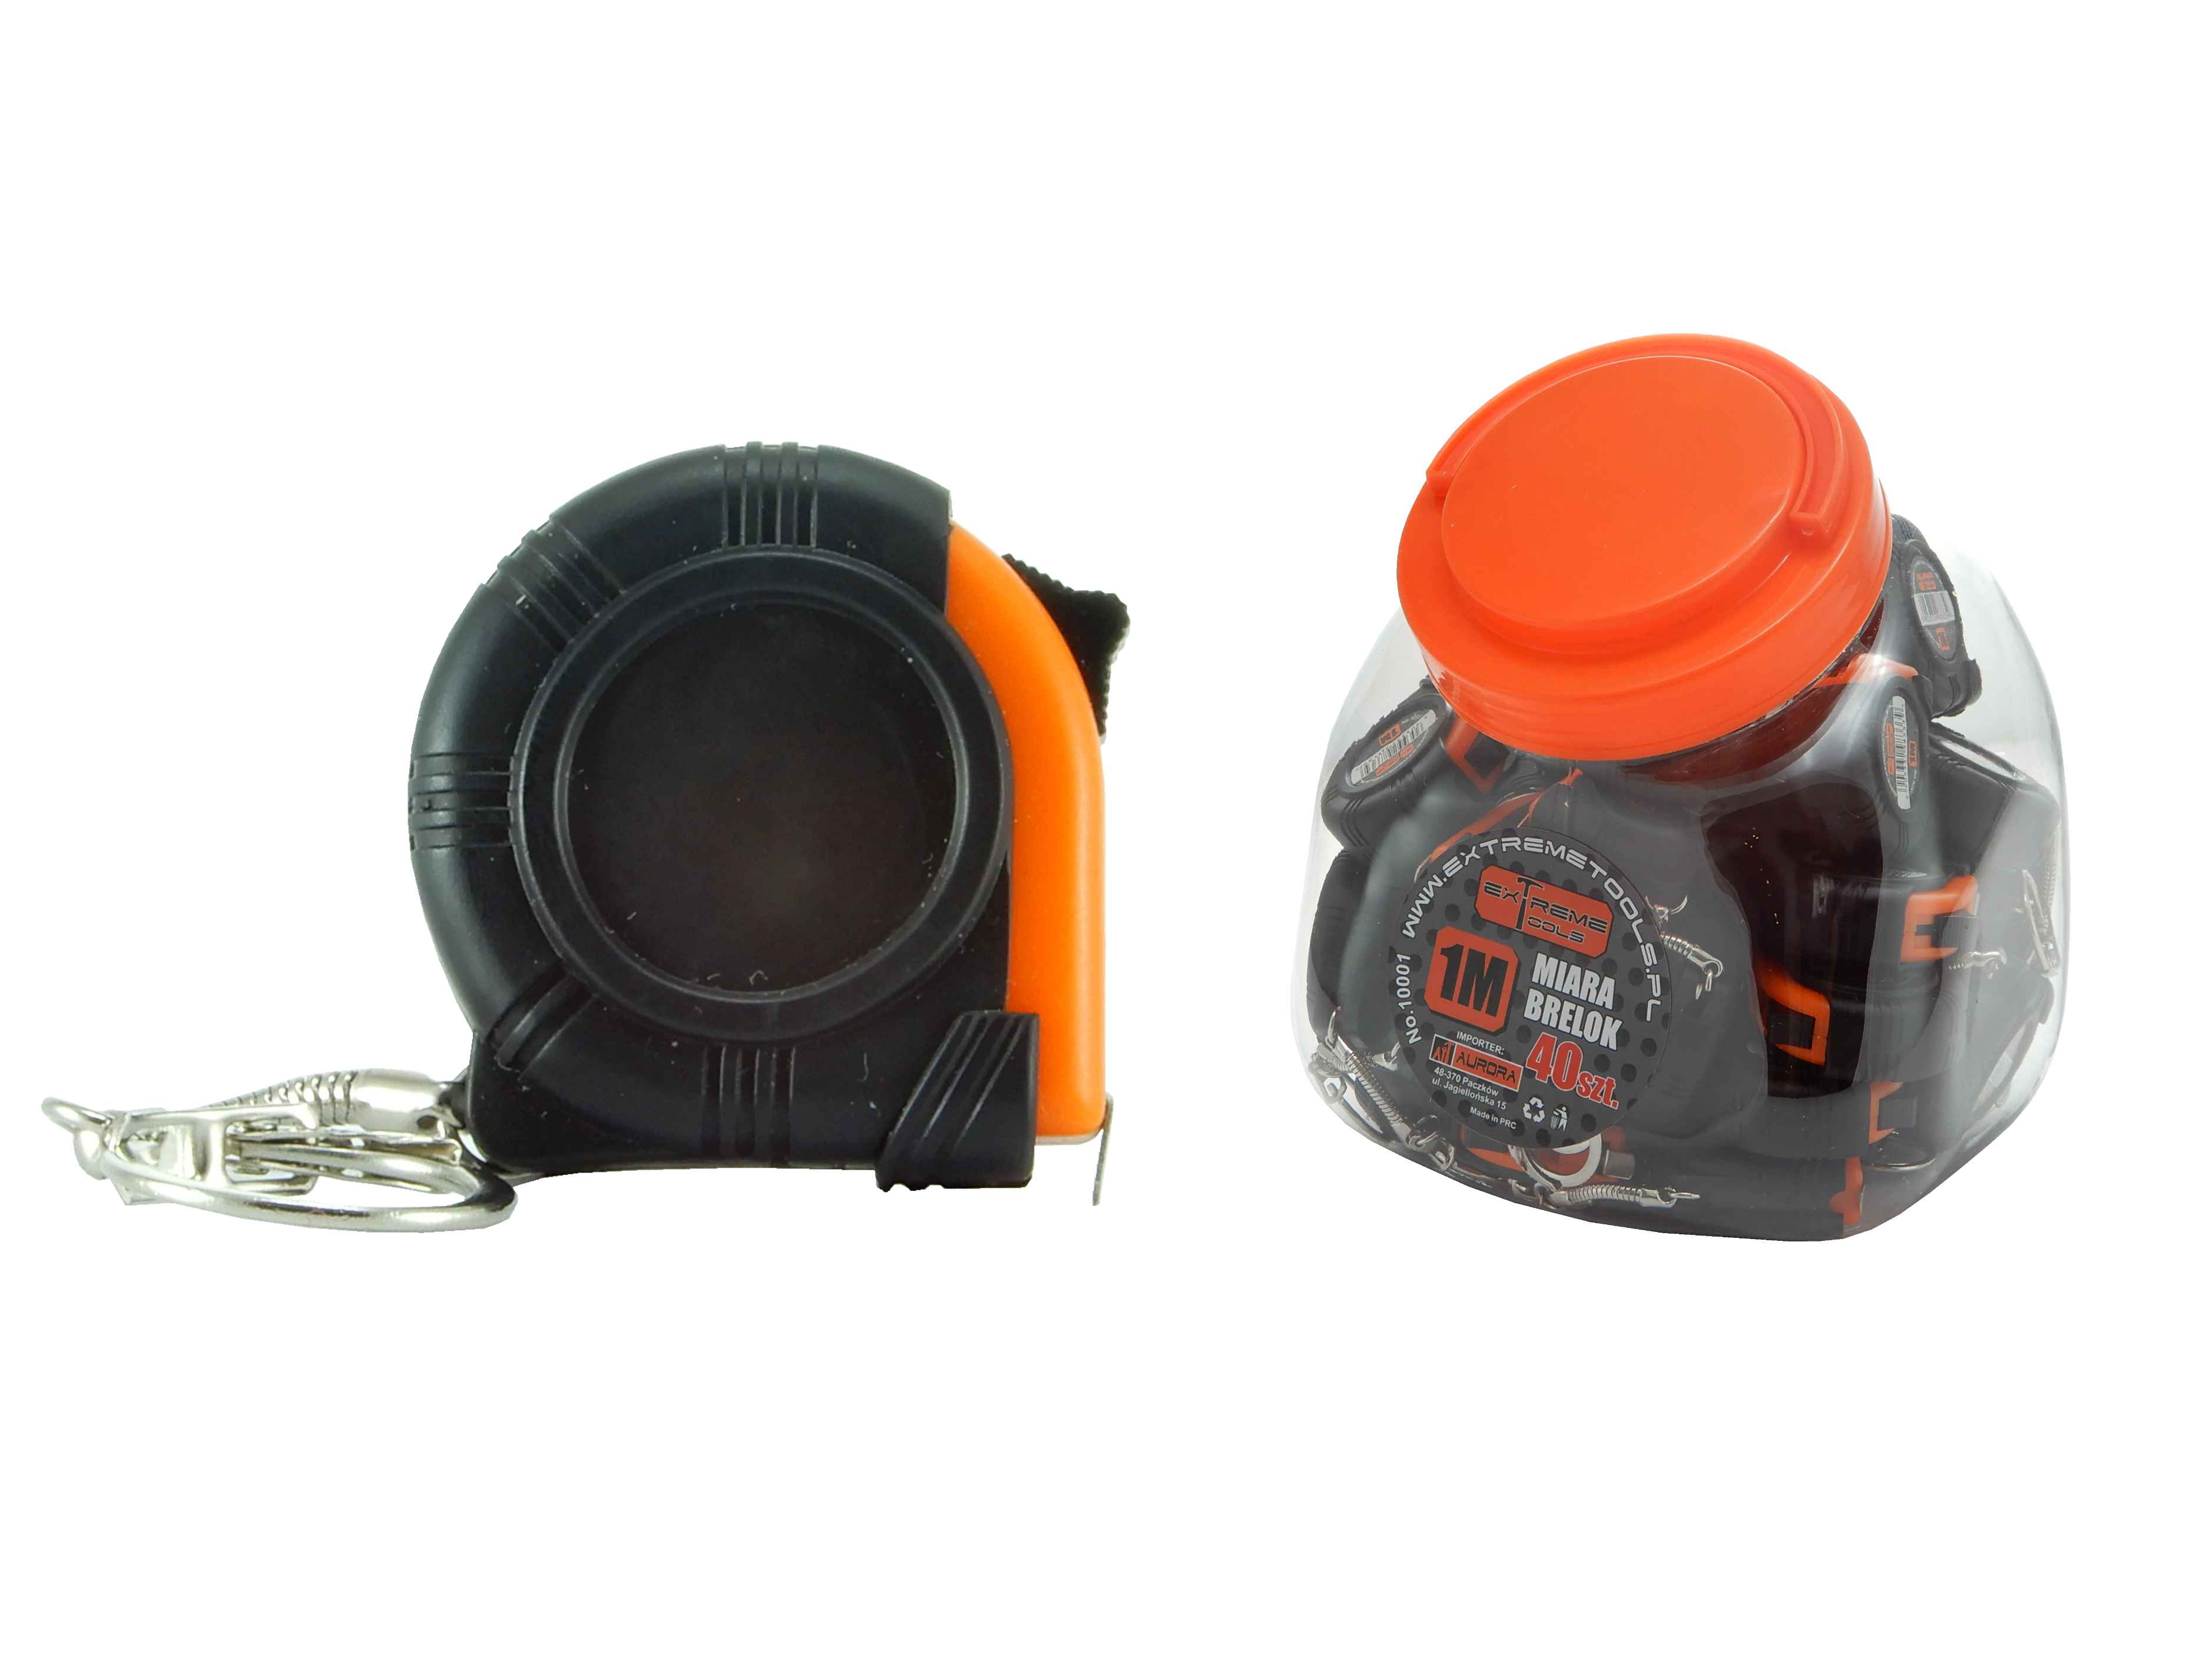 WWW.EXTREMETOOLS.PL
EXTREME
TOOLS
1M
MIARA
BRELOK
40szt.
No.10001
IMPORTER:
AURORA
48-370 Paczków
ul. Jagiellońska 15
Made in PRC